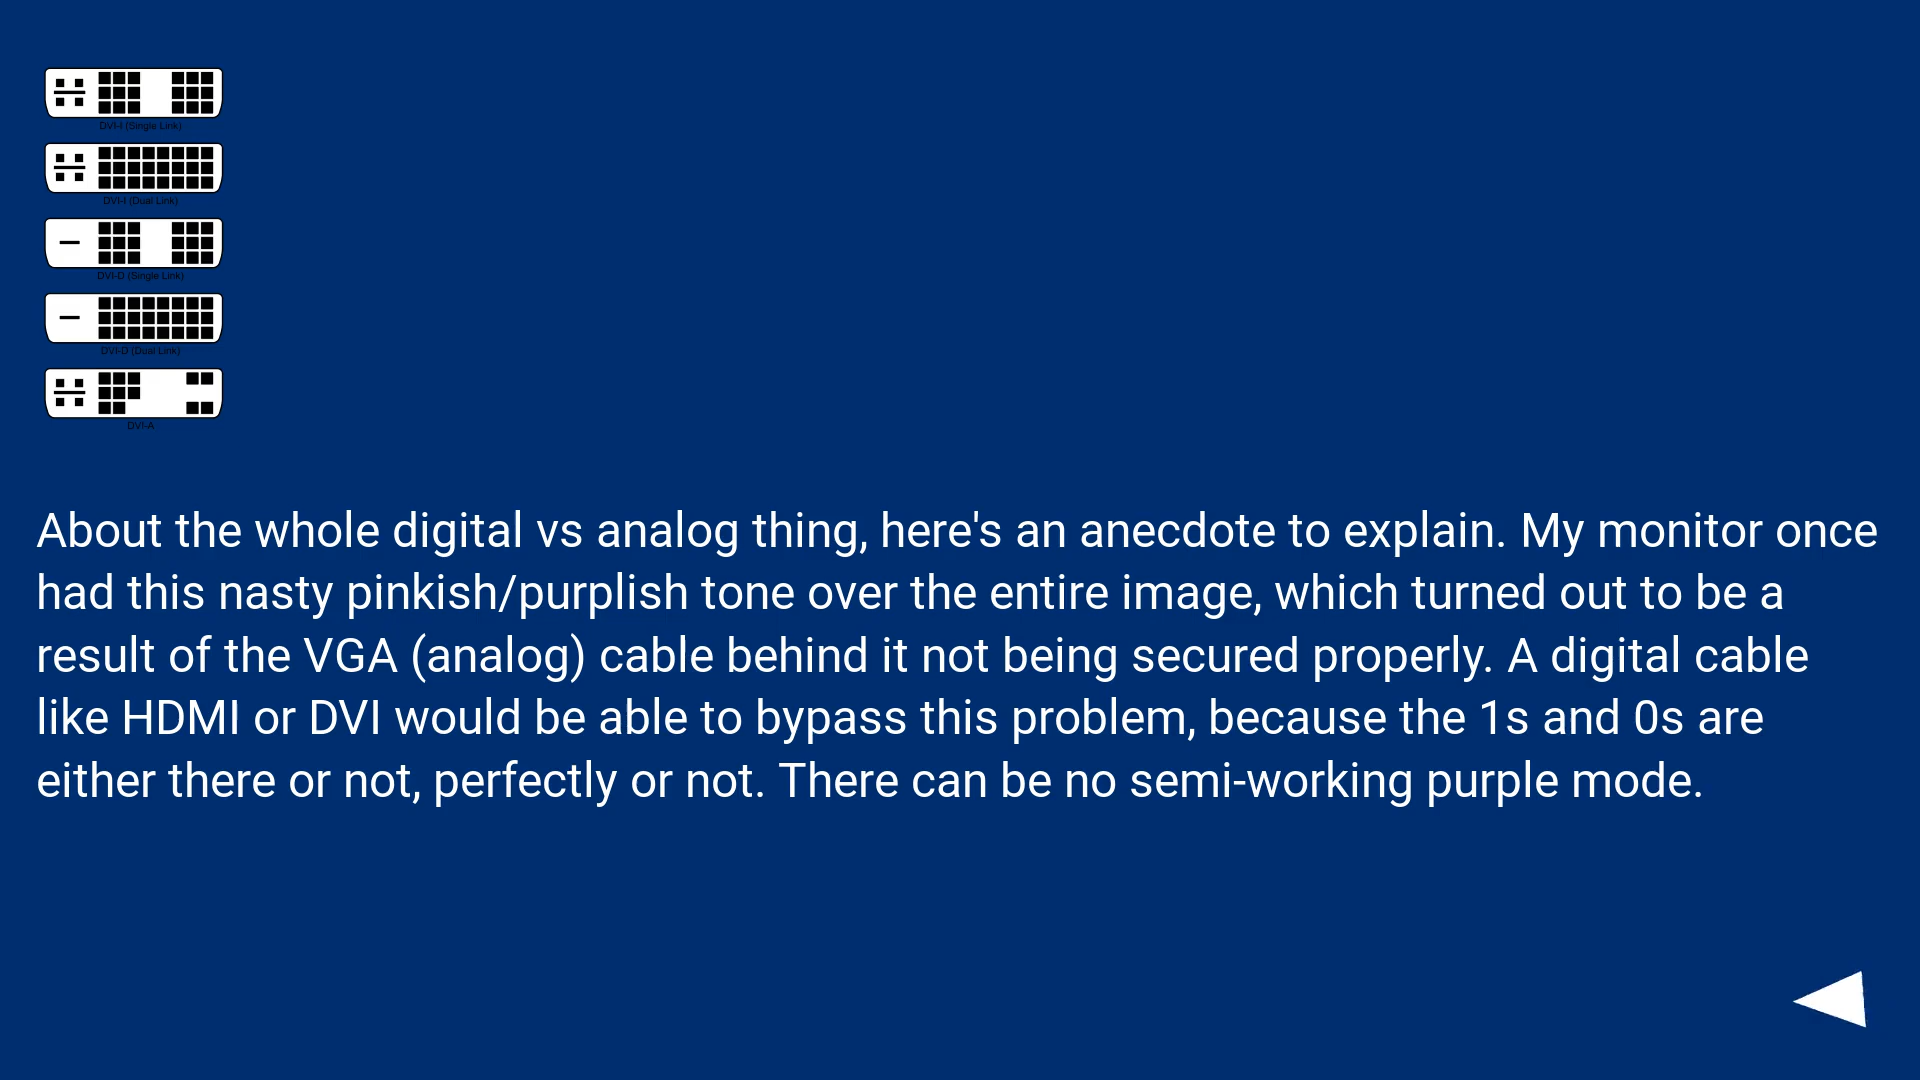 DVI-I (Single Link)
DVI-I (Dual Link)
DVI-D (Single Link)
DVI-D (Dual Link)
DVI-A
About the whole digital vs analog thing, here's an anecdote to explain. My monitor once
had this nasty pinkish/purplish tone over the entire image, which turned out to be a
result of the VGA (analog) cable behind it not being secured properly. A digital cable
like HDMI or DVI would be able to bypass this problem, because the 1s and 0s are
either there or not, perfectly or not. There can be no semi-working purple mode.